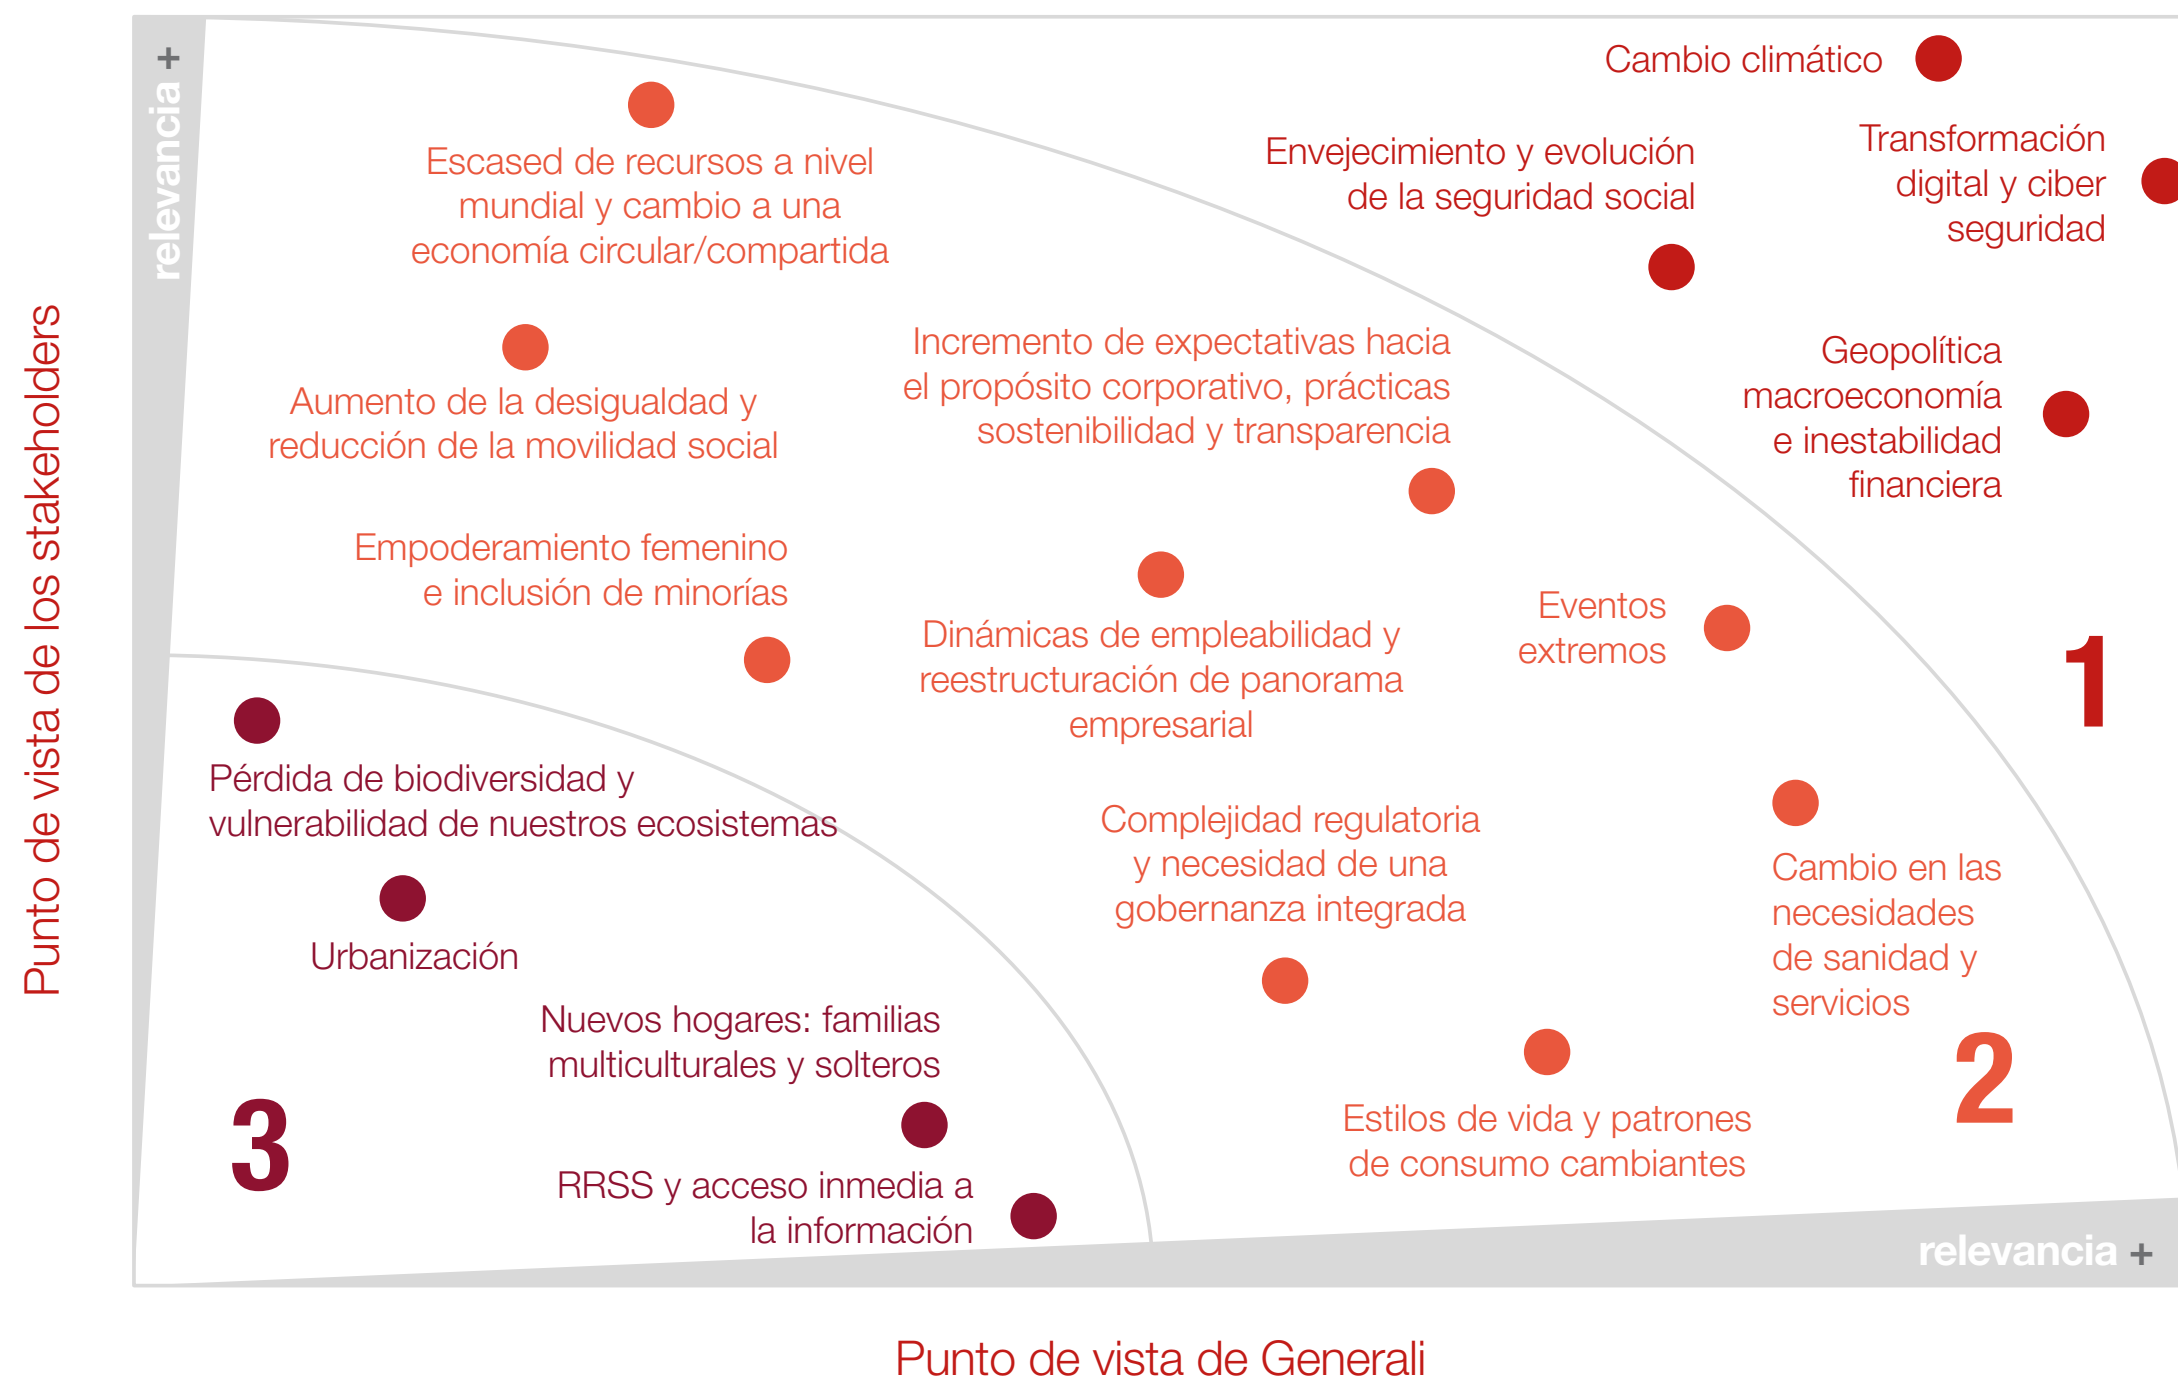 relevancia +
Punto de vista de los stakeholders
Cambio climático
Transformación
digital y ciber
seguridad
Envejecimiento y evolución
de la seguridad social
Geopolítica
macroeconomía
e inestabilidad
financiera
1
Escased de recursos a nivel
mundial y cambio a una
economía circular/compartida
Aumento de la desigualdad y
reducción de la movilidad social
Incremento de expectativas hacia
el propósito corporativo, prácticas
sostenibilidad y transparencia
Empoderamiento femenino
e inclusión de minorías
Dinámicas de empleabilidad y
reestructuración de panorama
empresarial
Eventos
extremos
Complejidad regulatoria
y necesidad de una
gobernanza integrada
Cambio en las
necesidades
de sanidad y
servicios
2
Estilos de vida y patrones
de consumo cambiantes
Pérdida de biodiversidad y
vulnerabilidad de nuestros ecosistemas
Urbanización
Nuevos hogares: familias
multiculturales y solteros
3
RRSS y acceso inmedia a
la información
relevancia +
Punto de vista de Generali